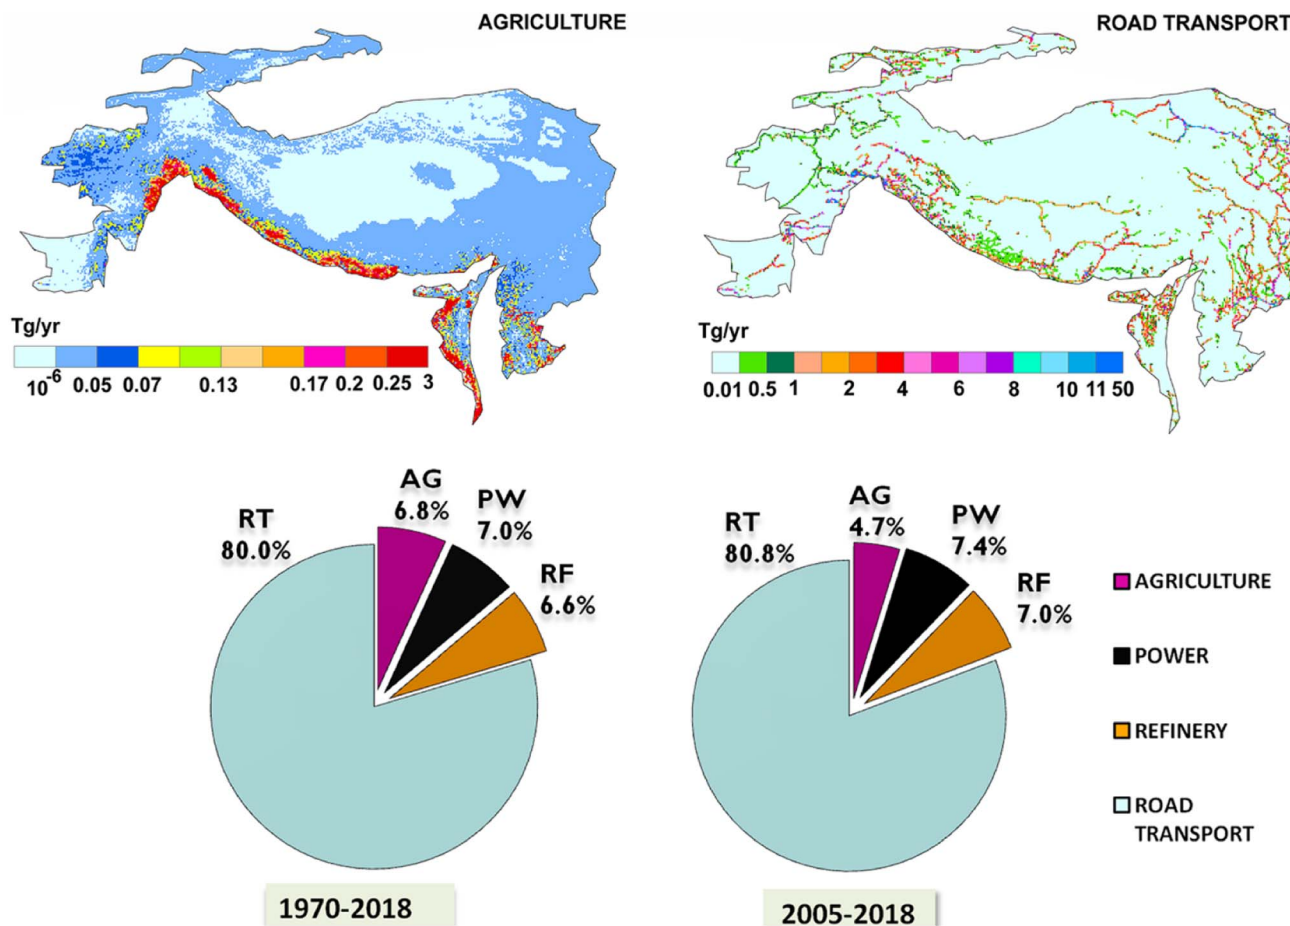 AGRICULTURE
ROAD TRANSPORT
Tg/yr
10-6 0.05 0.07 0.13 0.17 0.2 0.25 3
Tg/yr
0.01 0.5 1 2 4 6 8 10 11 50
RT
80.0%
AG
6.8%
PW
7.0%
RF
6.6%
1970-2018
RT
80.8%
AG
4.7%
PW
7.4%
RF
7.0%
2005-2018
AGRICULTURE
POWER
REFINERY
ROAD
TRANSPORT